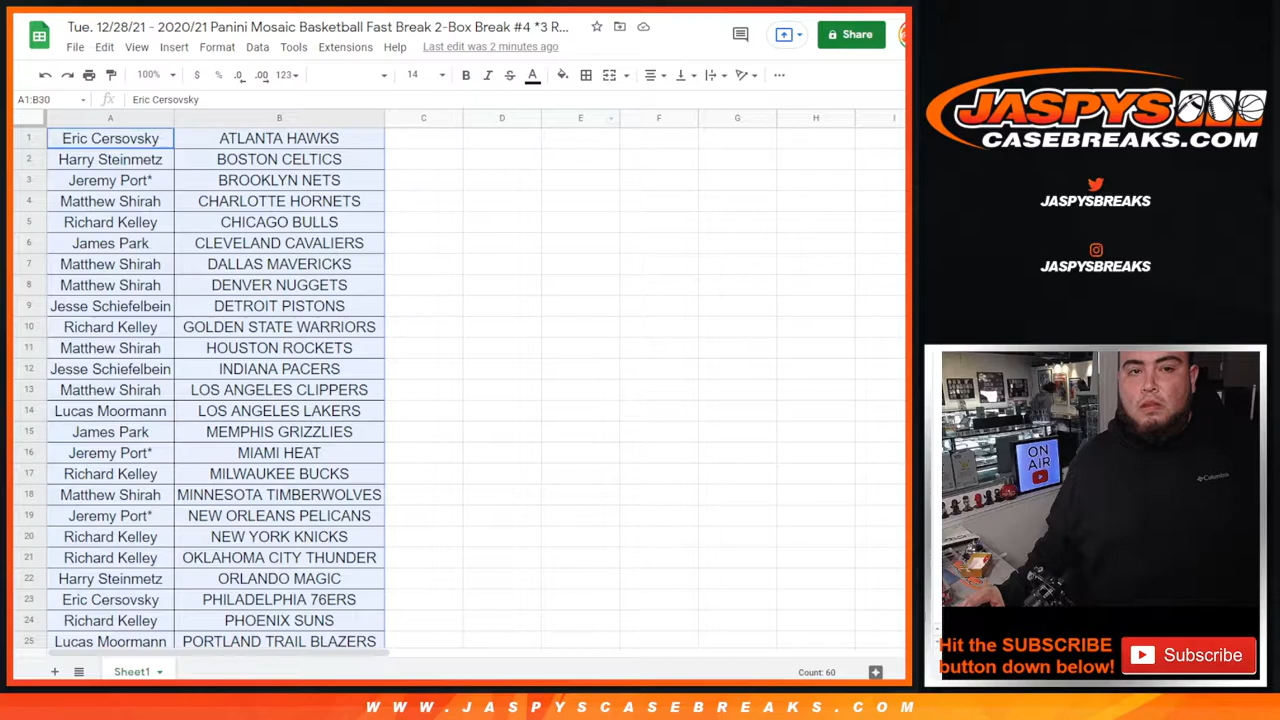 Tue. 12/28/21 - 2020/21 Panini Mosaic Basketball Fast Break 2-Box Break #4 *3 R...
File Edit View Insert Format Data Tools Extensions Help Last edit was 2 minutes ago
Share
100% $ % .0 .00 123 14 B I S A
A1:B30 fx Eric Cersovsky
A B C D E F G H I
1 Eric Cersovsky ATLANTA HAWKS
2 Harry Steinmetz BOSTON CELTICS
3 Jeremy Port* BROOKLYN NETS
4 Matthew Shirah CHARLOTTE HORNETS
5 Richard Kelley CHICAGO BULLS
6 James Park CLEVELAND CAVALIERS
7 Matthew Shirah DALLAS MAVERICKS
8 Matthew Shirah DENVER NUGGETS
9 Jesse Schiefelbein DETROIT PISTONS
10 Richard Kelley GOLDEN STATE WARRIORS
11 Matthew Shirah HOUSTON ROCKETS
12 Jesse Schiefelbein INDIANA PACERS
13 Matthew Shirah LOS ANGELES CLIPPERS
14 Lucas Moormann LOS ANGELES LAKERS
15 James Park MEMPHIS GRIZZLIES
16 Jeremy Port* MIAMI HEAT
17 Richard Kelley MILWAUKEE BUCKS
18 Matthew Shirah MINNESOTA TIMBERWOLVES
19 Jeremy Port* NEW ORLEANS PELICANS
20 Richard Kelley NEW YORK KNICKS
21 Richard Kelley OKLAHOMA CITY THUNDER
22 Harry Steinmetz ORLANDO MAGIC
23 Eric Cersovsky PHILADELPHIA 76ERS
24 Richard Kelley PHOENIX SUNS
25 Lucas Moormann PORTLAND TRAIL BLAZERS
Sheet1 Count: 60
JASPYS
CASEBREAKS.COM
JASPYSBREAKS
JASPYSBREAKS
ON
AIR
Columbia
Hit the SUBSCRIBE
button down below!
Subscribe
WWW.JASPYSCASEBREAKS.COM